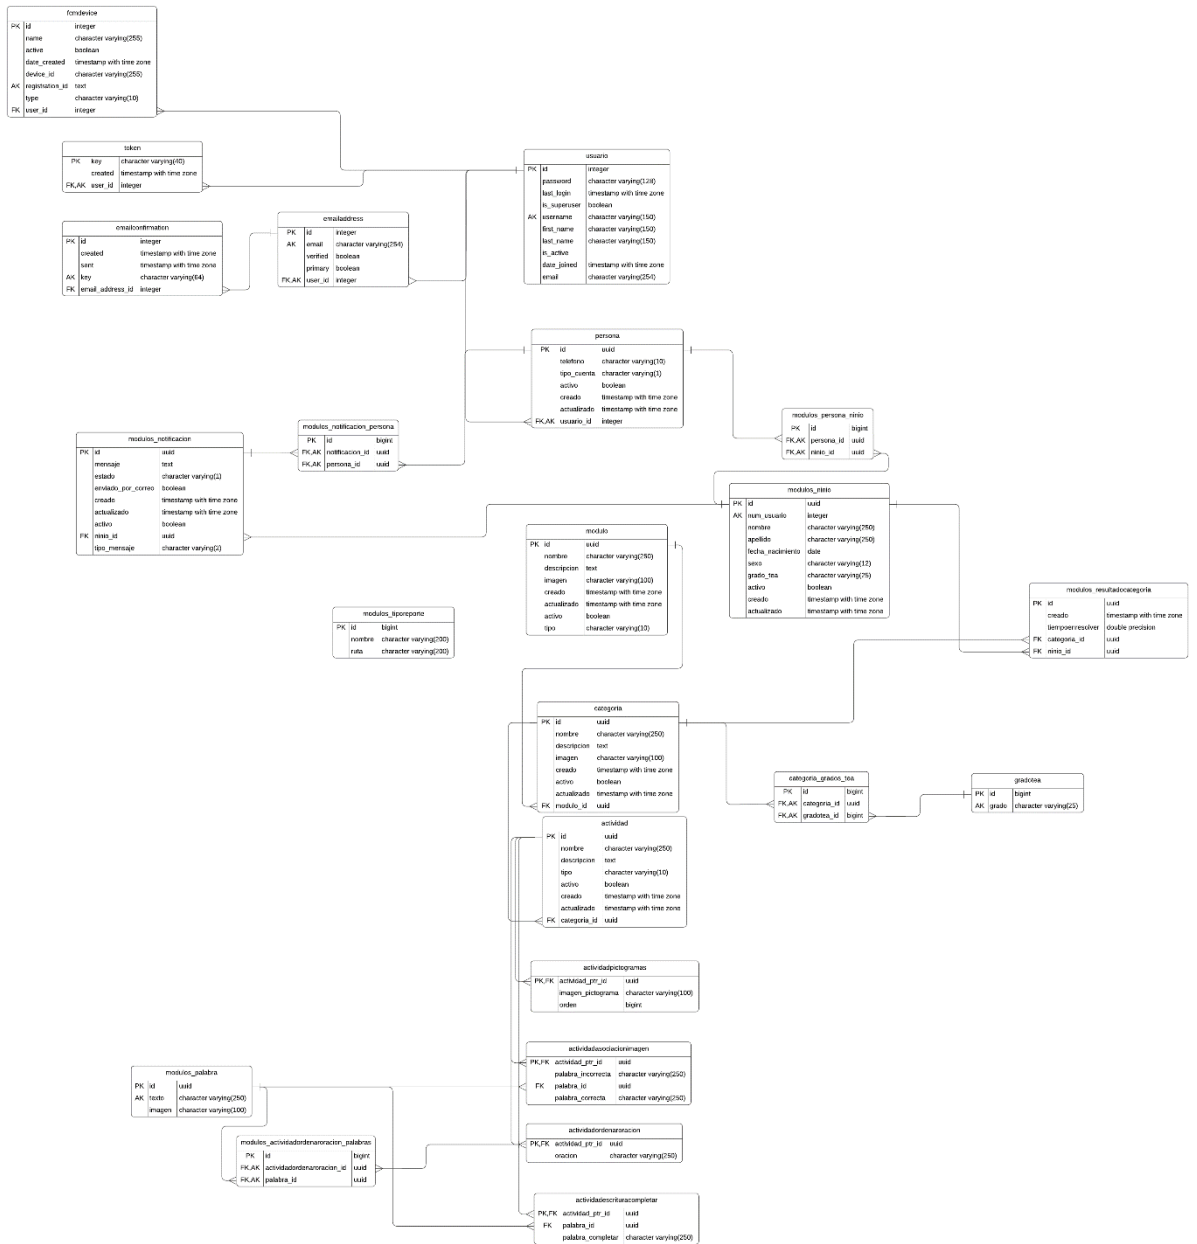 fcmdevice
PK id integer
name character varying(255)
active boolean
date_created timestamp with time zone
device_id character varying(255)
AK registration_id text
type character varying(10)
FK user_id integer
token
PK key character varying(40)
created timestamp with time zone
FK,AK user_id integer
usuario
PK id integer
password character varying(128)
last_login timestamp with time zone
is_superuser boolean
AK username character varying(150)
first_name character varying(150)
last_name character varying(150)
is_active
date_joined timestamp with time zone
email character varying(254)
emailaddress
PK id integer
AK email character varying(254)
verified boolean
primary boolean
FK,AK user_id integer
emailconfirmation
PK id integer
created timestamp with time zone
sent timestamp with time zone
AK key character varying(64)
FK email_address_id integer
persona
PK id uuid
telefono character varying(10)
tipo_cuenta character varying(1)
activo boolean
creado timestamp with time zone
actualizado timestamp with time zone
FK,AK usuario_id integer
modulos_persona_ninio
PK id bigint
FK,AK persona_id uuid
FK,AK ninio_id uuid
modulos_notificacion_persona
PK id bigint
FK,AK notificacion_id uuid
FK,AK persona_id uuid
modulos_notificacion
PK id uuid
mensaje text
estado character varying(1)
enviado_por_correo boolean
creado timestamp with time zone
actualizado timestamp with time zone
activo boolean
FK ninio_id uuid
tipo_mensaje character varying(2)
modulos_ninio
PK id uuid
AK num_usuario integer
nombre character varying(250)
apellido character varying(250)
fecha_nacimiento date
sexo character varying(12)
grado_tea character varying(25)
activo boolean
creado timestamp with time zone
actualizado timestamp with time zone
modulo
PK id uuid
nombre character varying(250)
descripcion text
imagen character varying(100)
creado timestamp with time zone
actualizado timestamp with time zone
activo boolean
tipo character varying(10)
modulos_resultadocategoria
PK id uuid
creado timestamp with time zone
tiempoenresolver double precision
FK categoria_id uuid
FK ninio_id uuid
modulos_tiporeporte
PK id bigint
nombre character varying(200)
ruta character varying(200)
categoria
PK id uuid
nombre character varying(250)
descripcion text
imagen character varying(100)
creado timestamp with time zone
activo boolean
actualizado timestamp with time zone
FK modulo_id uuid
categoria_grados_tea
PK id bigint
FK,AK categoria_id uuid
FK,AK gradotea_id bigint
gradotea
PK id bigint
AK grado character varying(25)
actividad
PK id uuid
nombre character varying(250)
descripcion text
tipo character varying(10)
activo boolean
creado timestamp with time zone
actualizado timestamp with time zone
FK categoria_id uuid
actividadpictogramas
PK,FK actividad_ptr_id uuid
imagen_pictograma character varying(100)
orden bigint
actividadasociacionimagen
PK,FK actividad_ptr_id uuid
palabra_incorrecta character varying(250)
FK palabra_id uuid
palabra_correcta character varying(250)
modulos_palabra
PK id uuid
AK texto character varying(250)
imagen character varying(100)
actividadordenaroracion
PK,FK actividad_ptr_id uuid
oracion character varying(250)
modulos_actividadordenaroracion_palabras
PK id bigint
FK,AK actividadordenaroracion_id uuid
FK,AK palabra_id uuid
actividadescrituracompletar
PK,FK actividad_ptr_id uuid
FK palabra_id uuid
palabra_completar character varying(250)